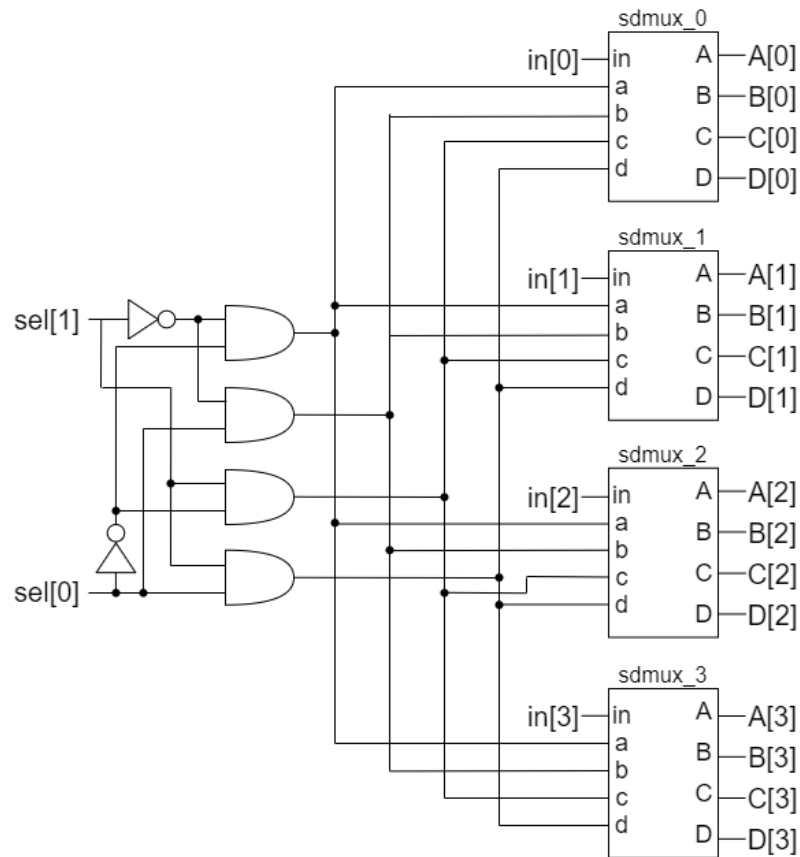 sdmux_0
in[0] in A A[0]
a B B[0]
b C C[0]
c D D[0]
d
sdmux_1
in[1] in A A[1]
a B B[1]
b C C[1]
c D D[1]
d
sel[1]
sdmux_2
in[2] in A A[2]
a B B[2]
b C C[2]
c D D[2]
d
sel[0]
sdmux_3
in[3] in A A[3]
a B B[3]
b C C[3]
c D D[3]
d